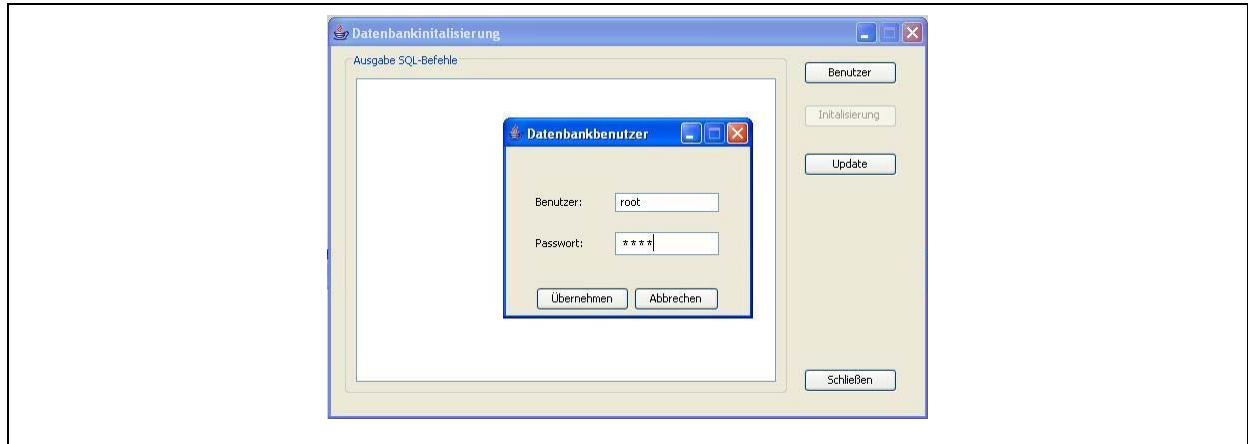 Datenbankinitalisierung
Ausgabe SQL-Befehle
Benutzer
Initalisierung
Update
Datenbankbenutzer
Benutzer: root
Passwort: ****
Übernehmen Abbrechen
Schließen